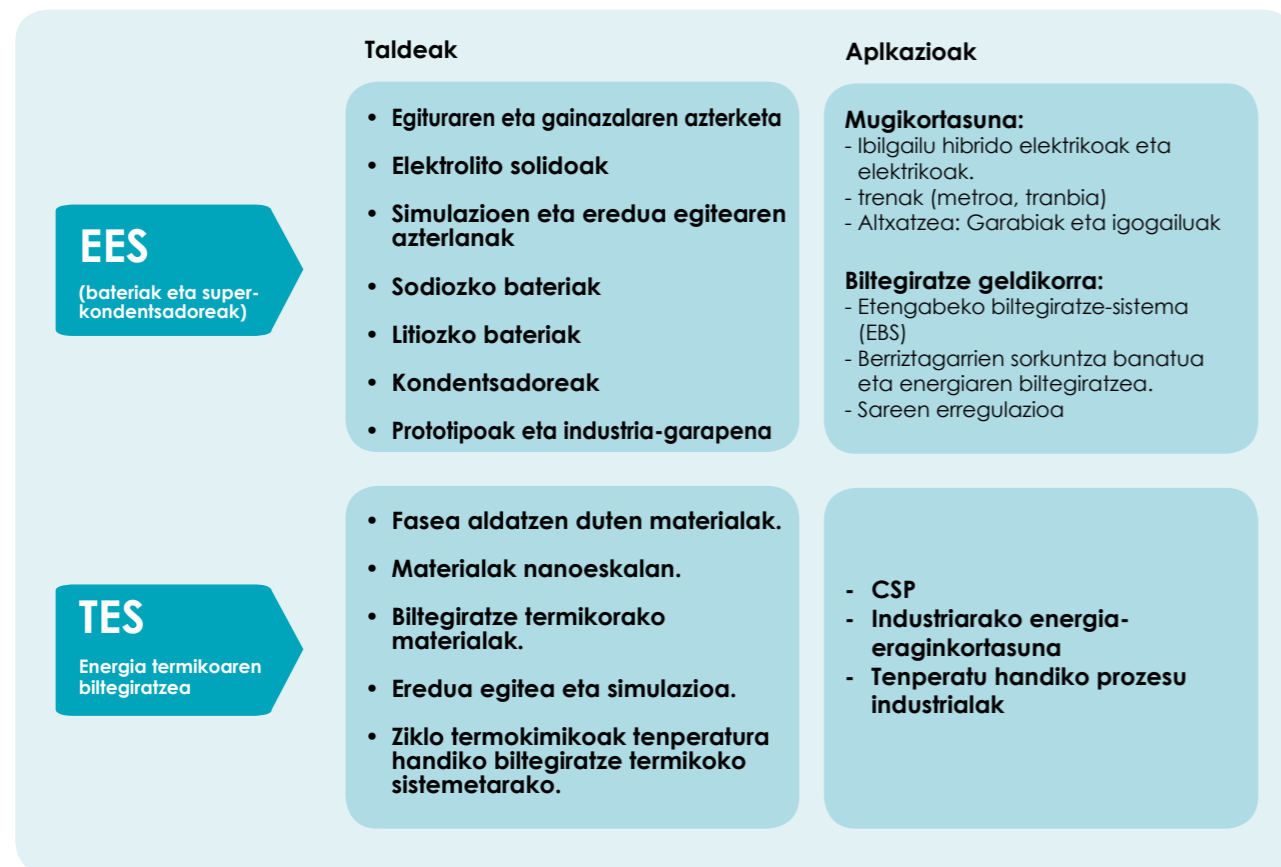 Taldeak
Aplkazioak
EES
(bateriak eta super-
kondentsadoreak)
• Egituraren eta gainazalaren azterketa
• Elektrolito solidoak
• Simulazioen eta eredua egitearen
azterlanak
• Sodiozko bateriak
• Litiozko bateriak
• Kondentsadoreak
• Prototipoak eta industria-garapena
Mugikortasuna:
- Ibilgailu hibrido elektrikoak eta
elektrikoak.
- trenak (metroa, tranbia)
- Altxatzea: Garabiak eta igogailuak
Biltegiratze geldikorra:
- Etengabeko biltegiratze-sistema
(EBS)
- Berriztagarrien sorkuntza banatua
eta energiaren biltegiratzea.
- Sareen erregulazioa
TES
Energia termikoaren
biltegiratzea
• Fasea aldatzen duten materialak.
• Materialak nanoeskalan.
• Biltegiratze termikorako
materialak.
• Eredua egitea eta simulazioa.
• Ziklo termokimikoak tenperatura
handiko biltegiratze termikoko
sistemetarako.
- CSP
- Industriarako energia-
eraginkortasuna
- Tenperatu handiko prozesu
industrialak